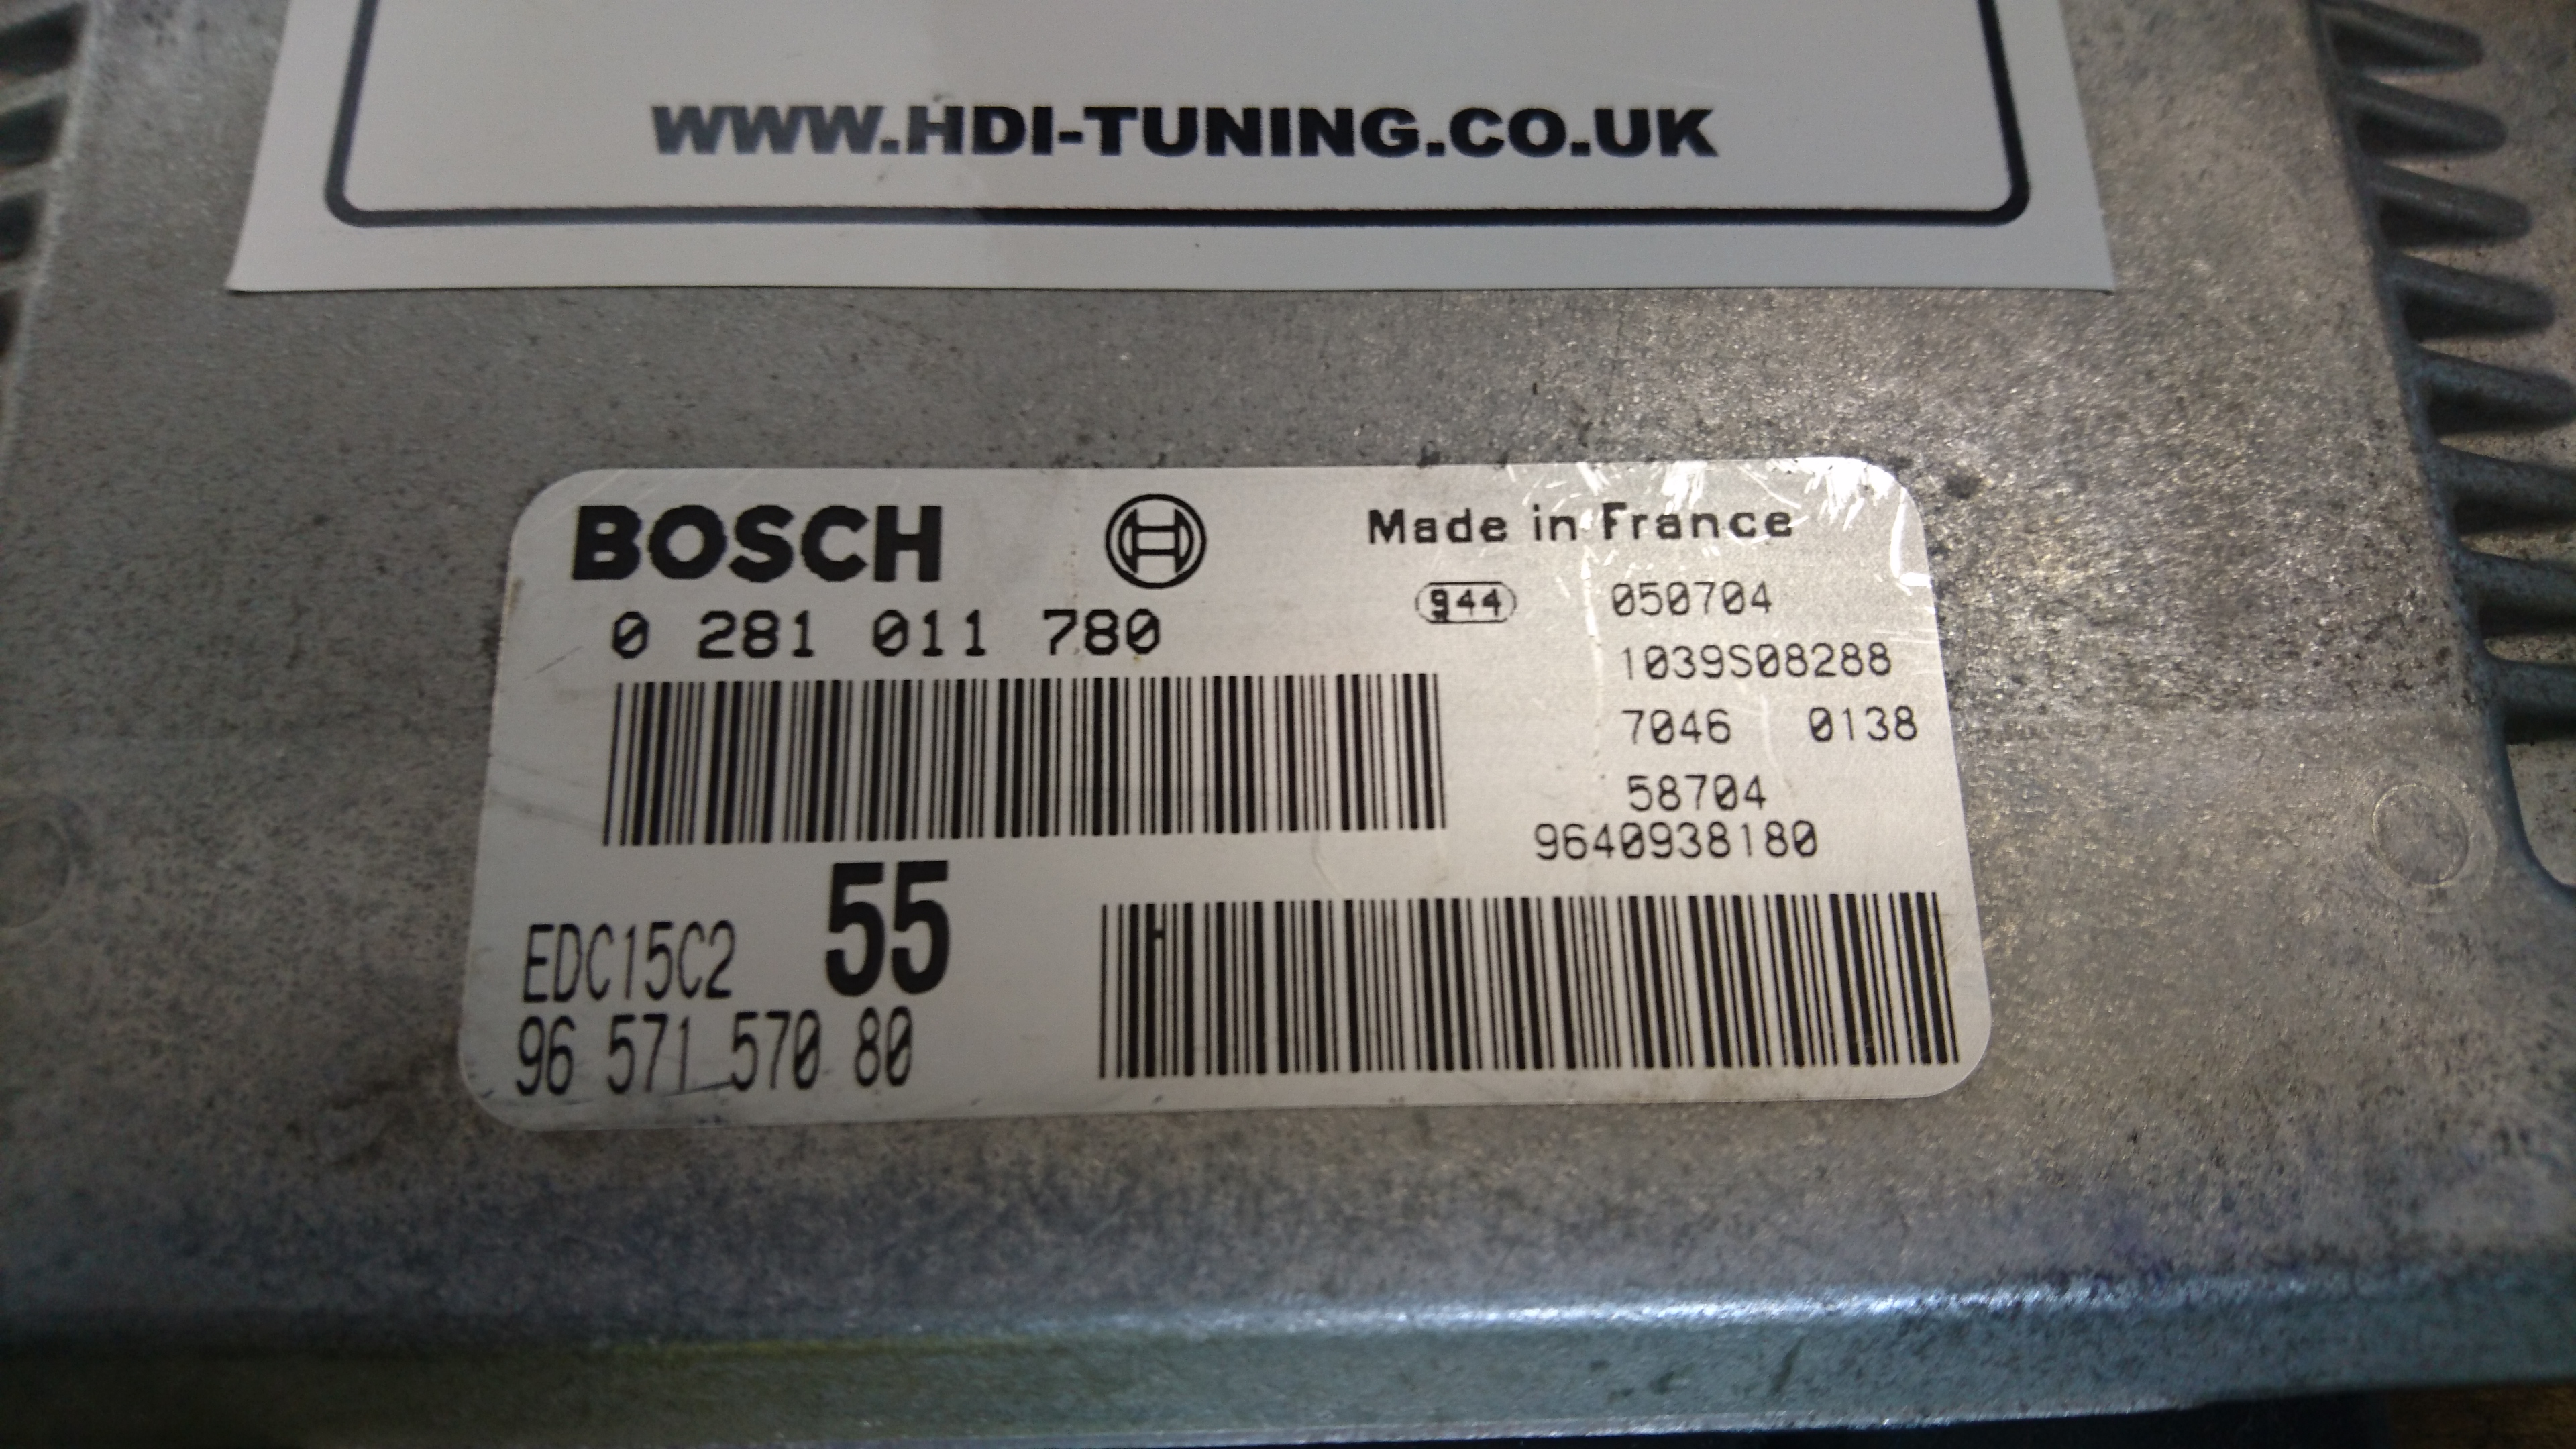 WWW.HDI-TUNING.CO.UK
BOSCH
Made in France
0 281 011 780
944 050704
1039S08288
7046 0138
58704
9640938180
EDC15C2 55
96 571 570 80